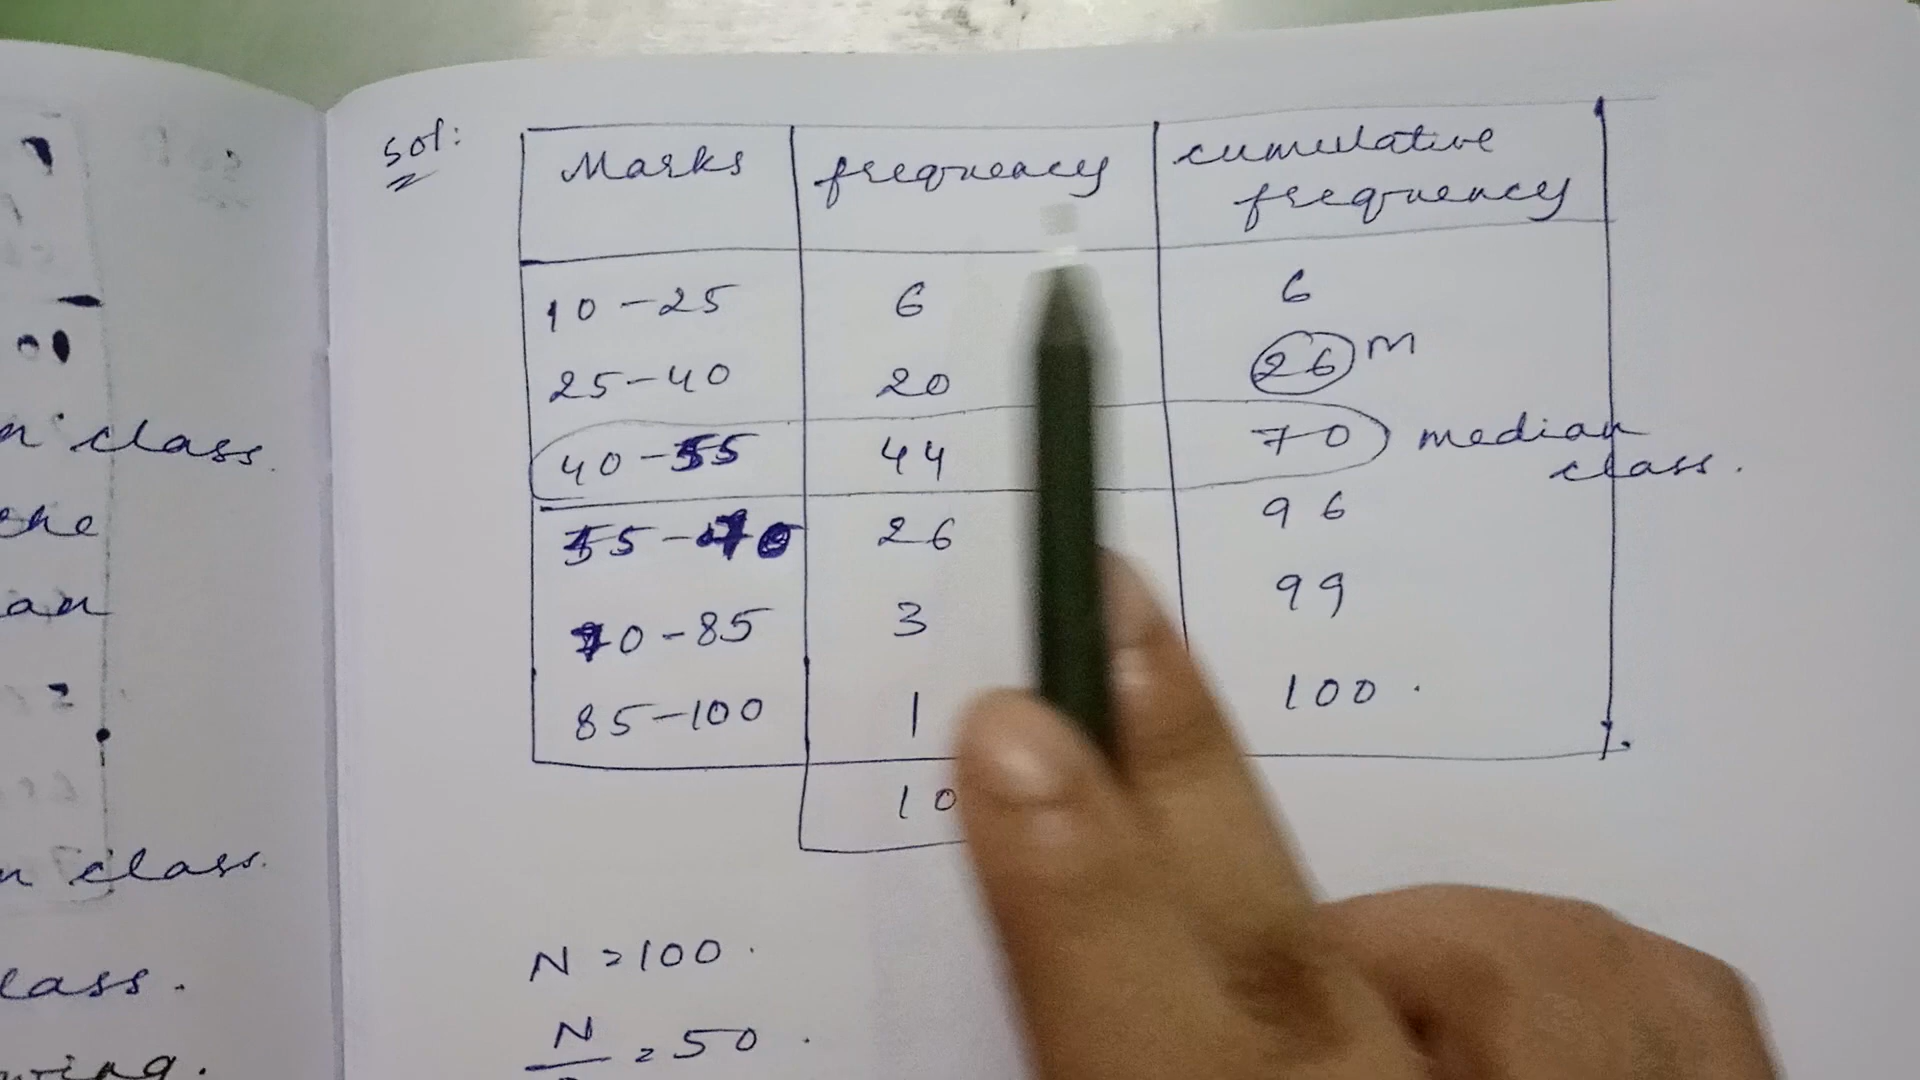 Sol:
Marks frequency cumulative frequency
10-25 6 6
25-40 20 26 m
40-55 44 70 median class.
55-70 26 96
70-85 3 99
85-100 1 100.
10
N = 100.
N = 50.
class.
class.